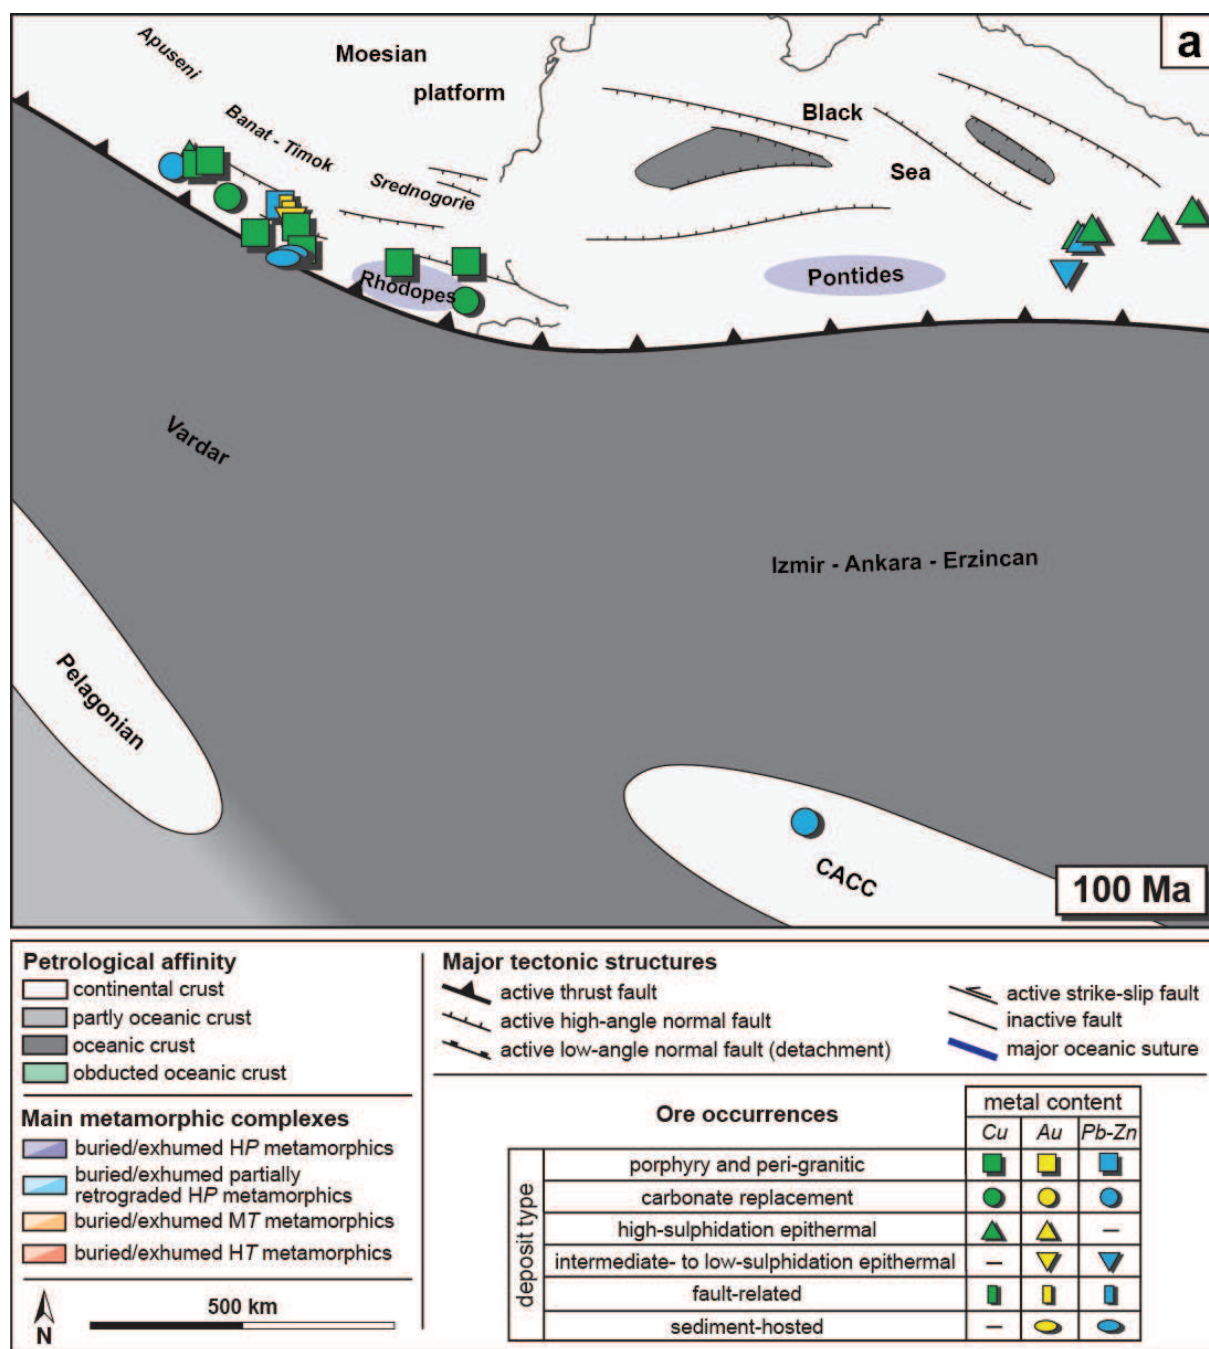 a
Apuseni
Moesian
platform
Banat - Timok
Srednogorie
Black
Sea
Rhodopes
Pontides
Vardar
Izmir - Ankara - Erzincan
Pelagonian
CACC
100 Ma
Petrological affinity
continental crust
partly oceanic crust
oceanic crust
obducted oceanic crust
Main metamorphic complexes
buried/exhumed HP metamorphics
buried/exhumed partially
retrograded HP metamorphics
buried/exhumed MT metamorphics
buried/exhumed HT metamorphics
N
500 km
Major tectonic structures
active thrust fault
active high-angle normal fault
active low-angle normal fault (detachment)
active strike-slip fault
inactive fault
major oceanic suture
Ore occurrences
metal content
Cu Au Pb-Zn
deposit type
porphyry and peri-granitic
carbonate replacement
high-sulphidation epithermal –
intermediate- to low-sulphidation epithermal –
fault-related
sediment-hosted –